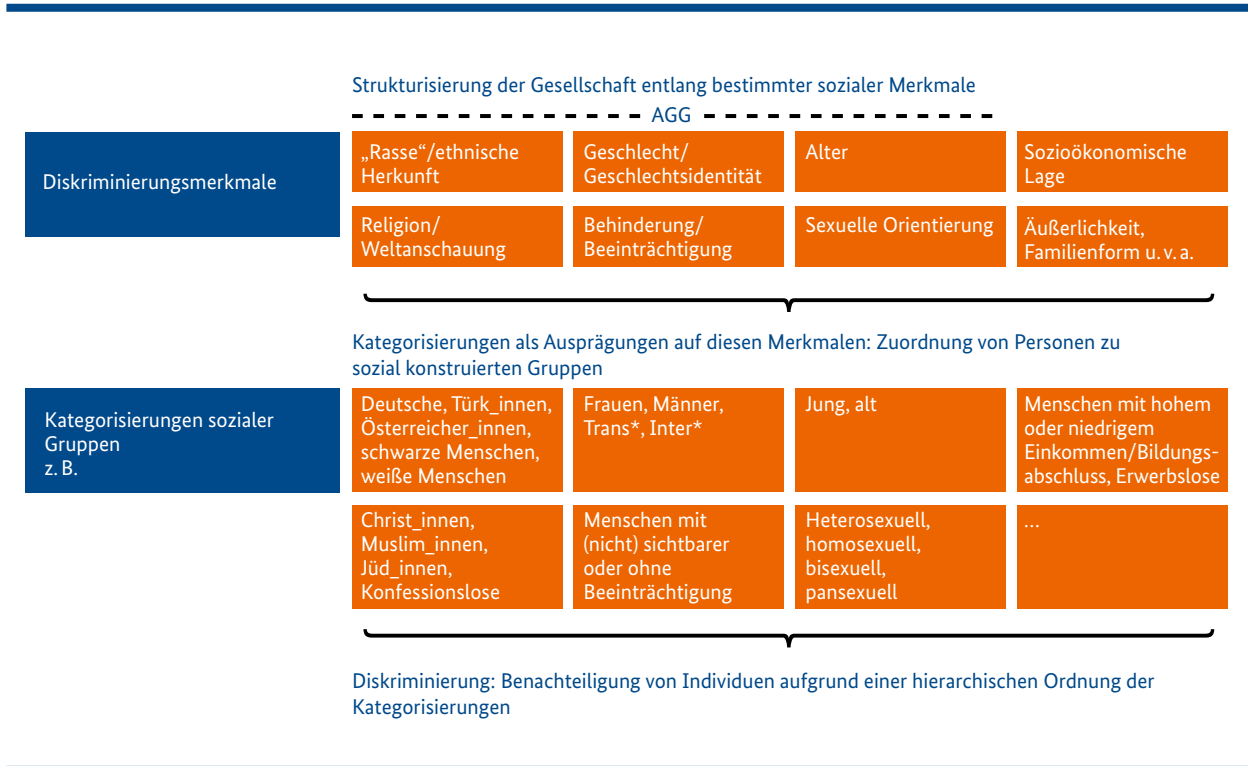 Strukturisierung der Gesellschaft entlang bestimmter sozialer Merkmale
AGG
Diskriminierungsmerkmale
„Rasse“/ethnische
Herkunft
Geschlecht/
Geschlechtsidentität
Alter
Sozioökonomische
Lage
Religion/
Weltanschauung
Behinderung/
Beeinträchtigung
Sexuelle Orientierung
Äußerlichkeit,
Familienform u. v. a.
Kategorisierungen als Ausprägungen auf diesen Merkmalen: Zuordnung von Personen zu
sozial konstruierten Gruppen
Kategorisierungen sozialer
Gruppen
z. B.
Deutsche, Türk_innen,
Österreicher_innen,
schwarze Menschen,
weiße Menschen
Frauen, Männer,
Trans*, Inter*
Jung, alt
Menschen mit hohem
oder niedrigem
Einkommen/Bildungs-
abschluss, Erwerbslose
Christ_innen,
Muslim_innen,
Jüd_innen,
Konfessionslose
Menschen mit
(nicht) sichtbarer
oder ohne
Beeinträchtigung
Heterosexuell,
homosexuell,
bisexuell,
pansexuell
…
Diskriminierung: Benachteiligung von Individuen aufgrund einer hierarchischen Ordnung der
Kategorisierungen